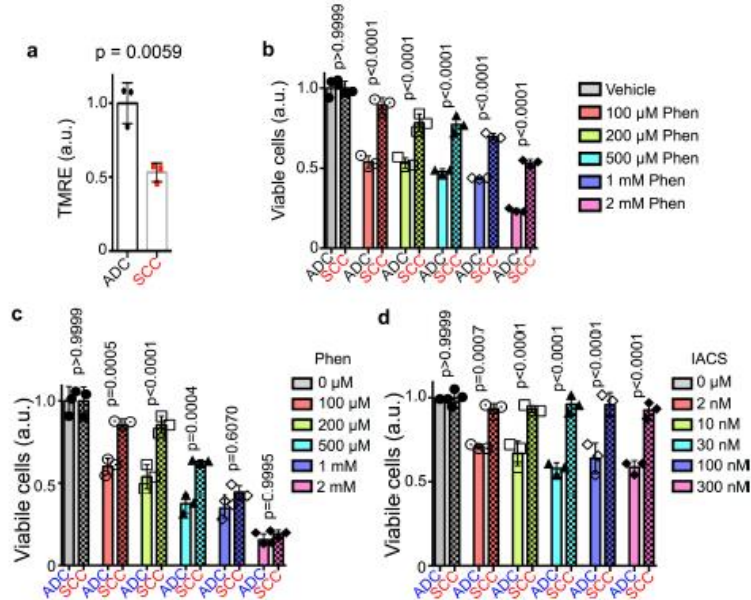 a
p = 0.0059
TMRE (a.u.)
1.0
0.5
0
ADC
SCC
b
Viable cells (a.u.)
1.0
0.5
0
p>0.9999
p<0.0001
p<0.0001
p<0.0001
p<0.0001
p<0.0001
ADC
SCC
ADC
SCC
ADC
SCC
ADC
SCC
ADC
SCC
ADC
SCC
Vehicle
100 µM Phen
200 µM Phen
500 µM Phen
1 mM Phen
2 mM Phen
c
Viabile cells (a.u.)
1.0
0.5
0
p>0.9999
p=0.0005
p<0.0001
p=0.0004
p=0.6070
p=0.9995
ADC
SCC
ADC
SCC
ADC
SCC
ADC
SCC
ADC
SCC
ADC
SCC
Phen
0 µM
100 µM
200 µM
500 µM
1 mM
2 mM
d
Viable cells (a.u.)
1.0
0.5
0
p>0.9999
p=0.0007
p<0.0001
p<0.0001
p<0.0001
p<0.0001
ADC
SCC
ADC
SCC
ADC
SCC
ADC
SCC
ADC
SCC
ADC
SCC
IACS
0 µM
2 nM
10 nM
30 nM
100 nM
300 nM